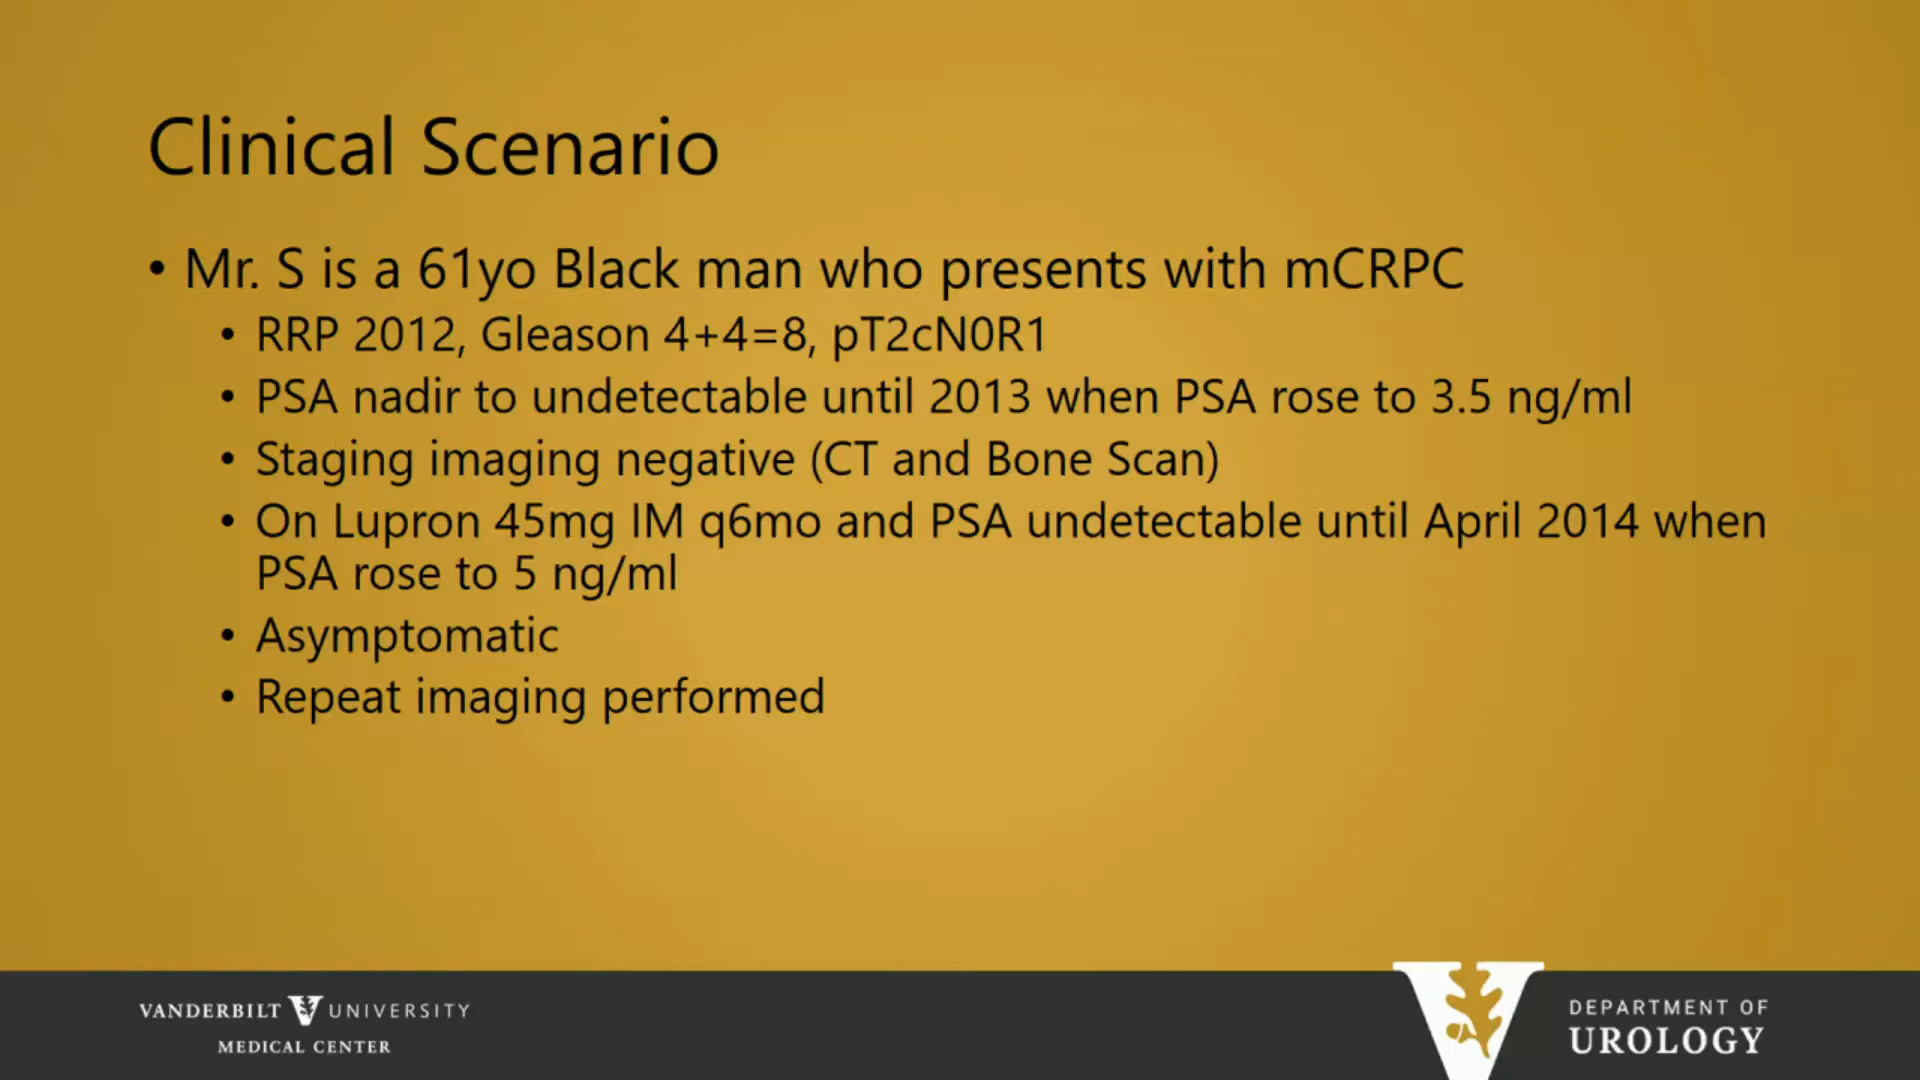 Clinical Scenario
• Mr. S is a 61yo Black man who presents with mCRPC
• RRP 2012, Gleason 4+4=8, pT2cN0R1
• PSA nadir to undetectable until 2013 when PSA rose to 3.5 ng/ml
• Staging imaging negative (CT and Bone Scan)
• On Lupron 45mg IM q6mo and PSA undetectable until April 2014 when
PSA rose to 5 ng/ml
• Asymptomatic
• Repeat imaging performed
VANDERBILT V UNIVERSITY
MEDICAL CENTER
DEPARTMENT OF
UROLOGY